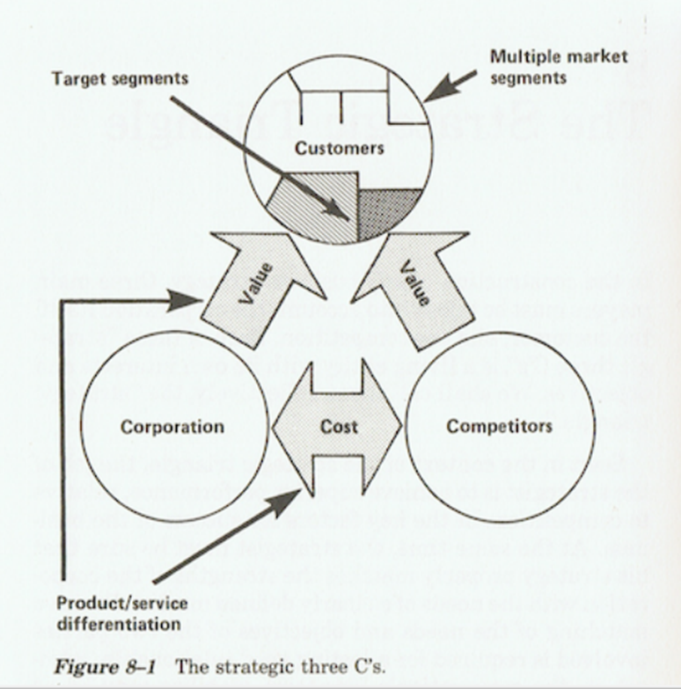 Target segments
Multiple market
segments
Customers
Value
Value
Corporation
Cost
Competitors
Product/service
differentiation
Figure 8–1 The strategic three C's.